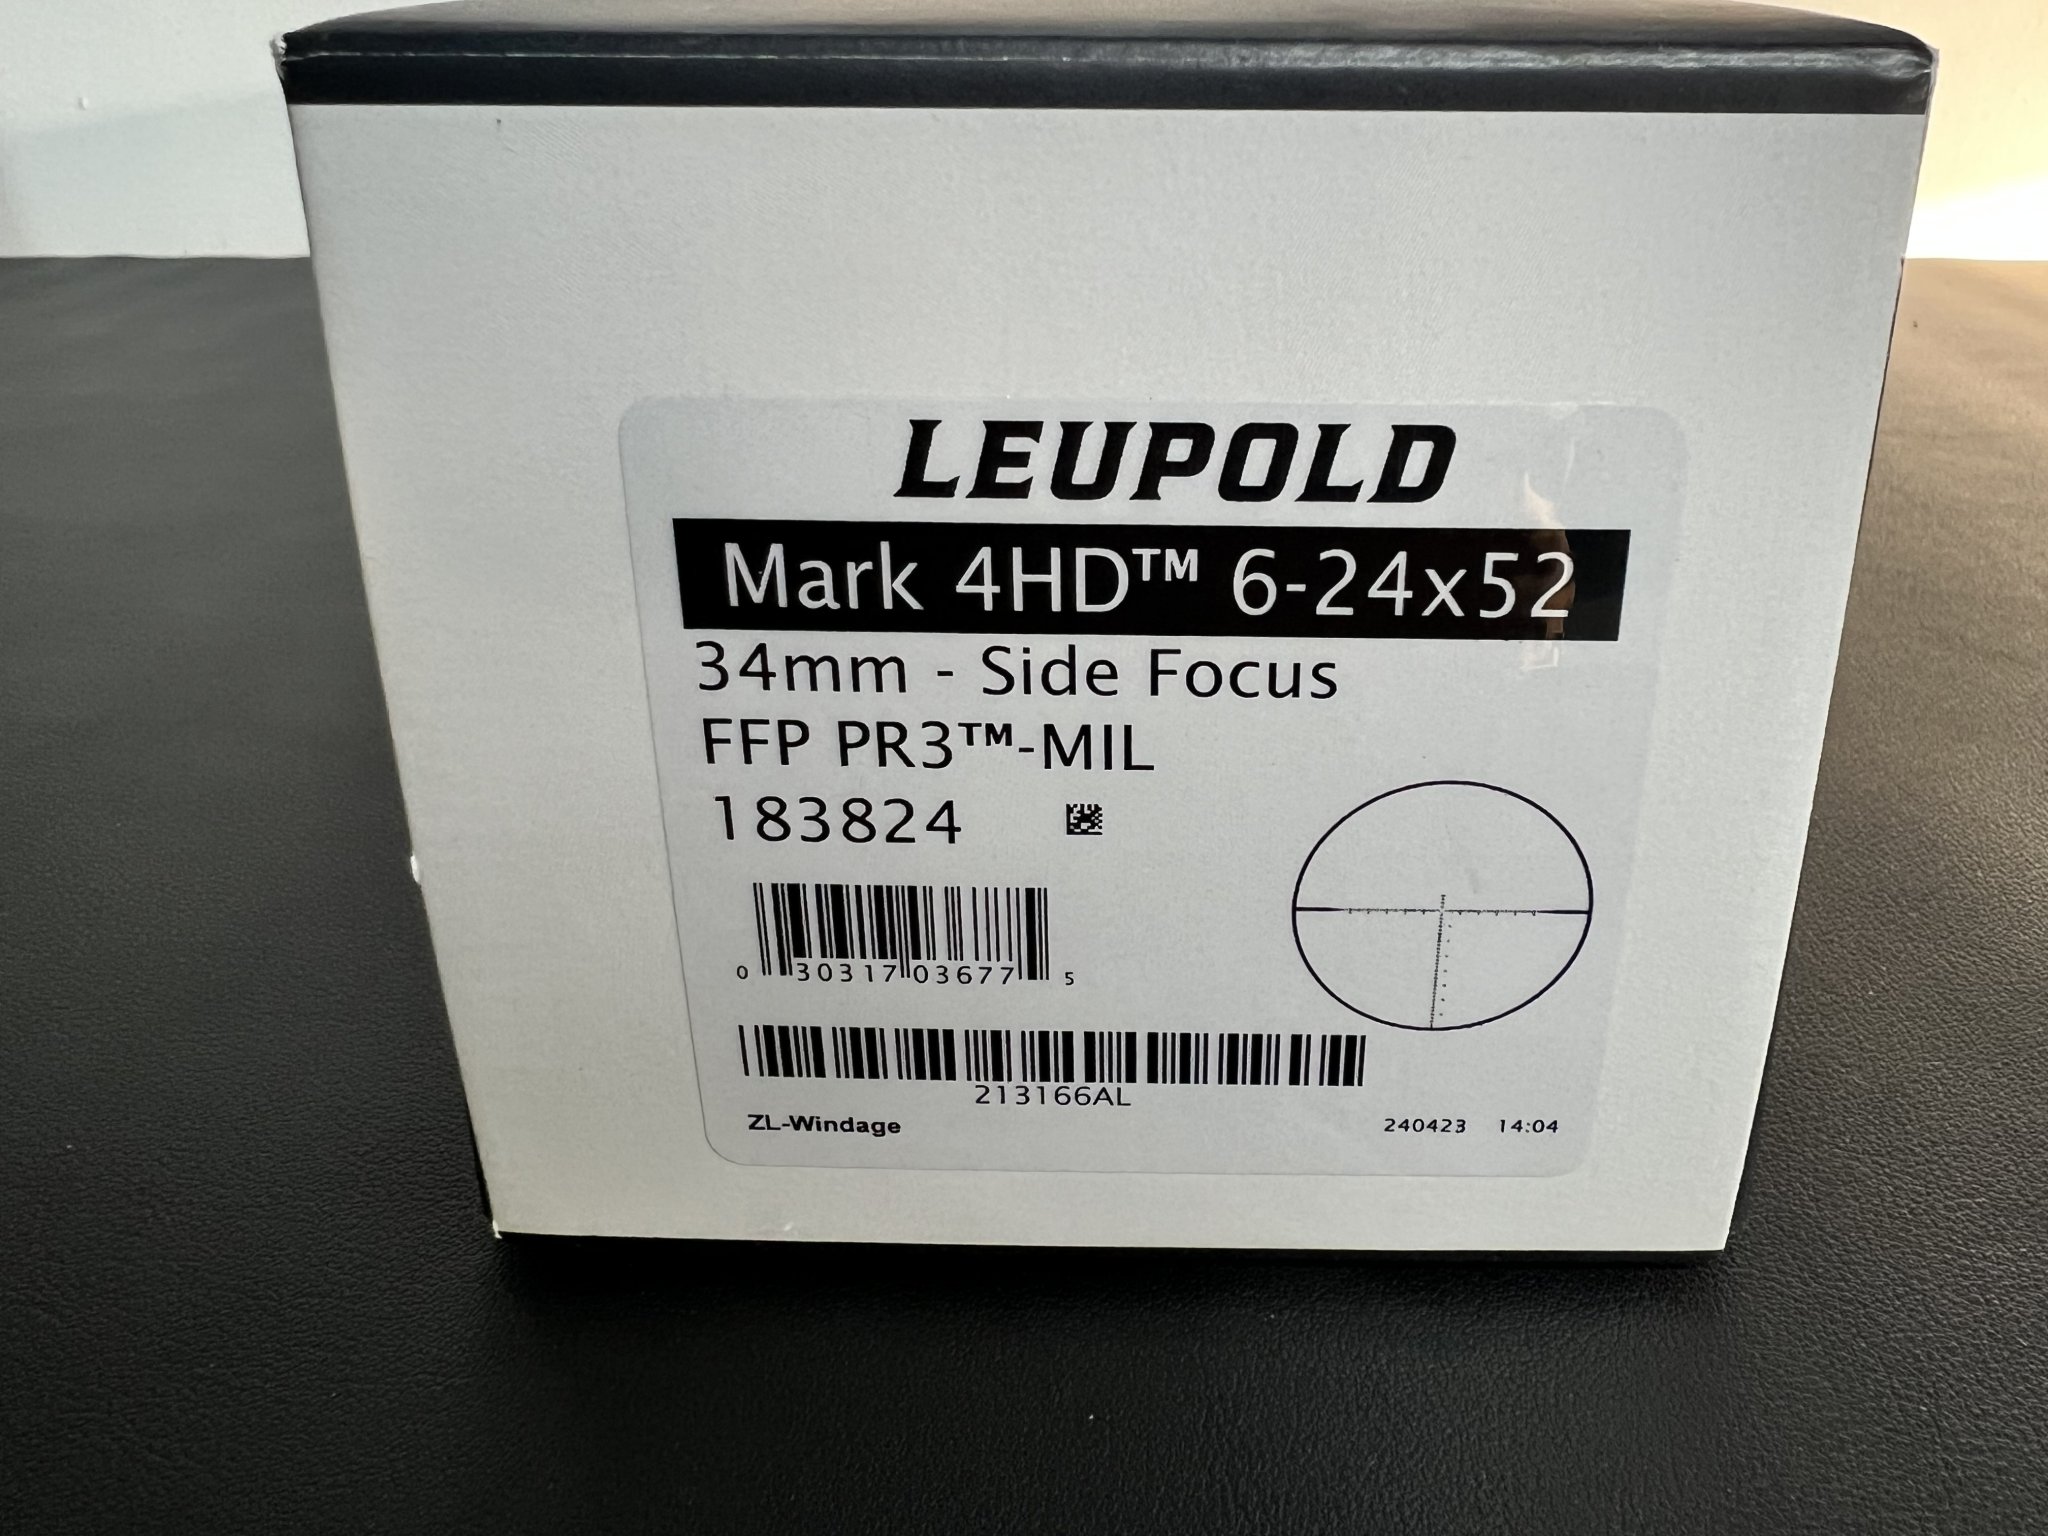 LEUPOLD
Mark 4HD™ 6-24x52
34mm - Side Focus
FFP PR3™-MIL
183824
0 30317 03677 5
213166AL
ZL-Windage 240423 14:04